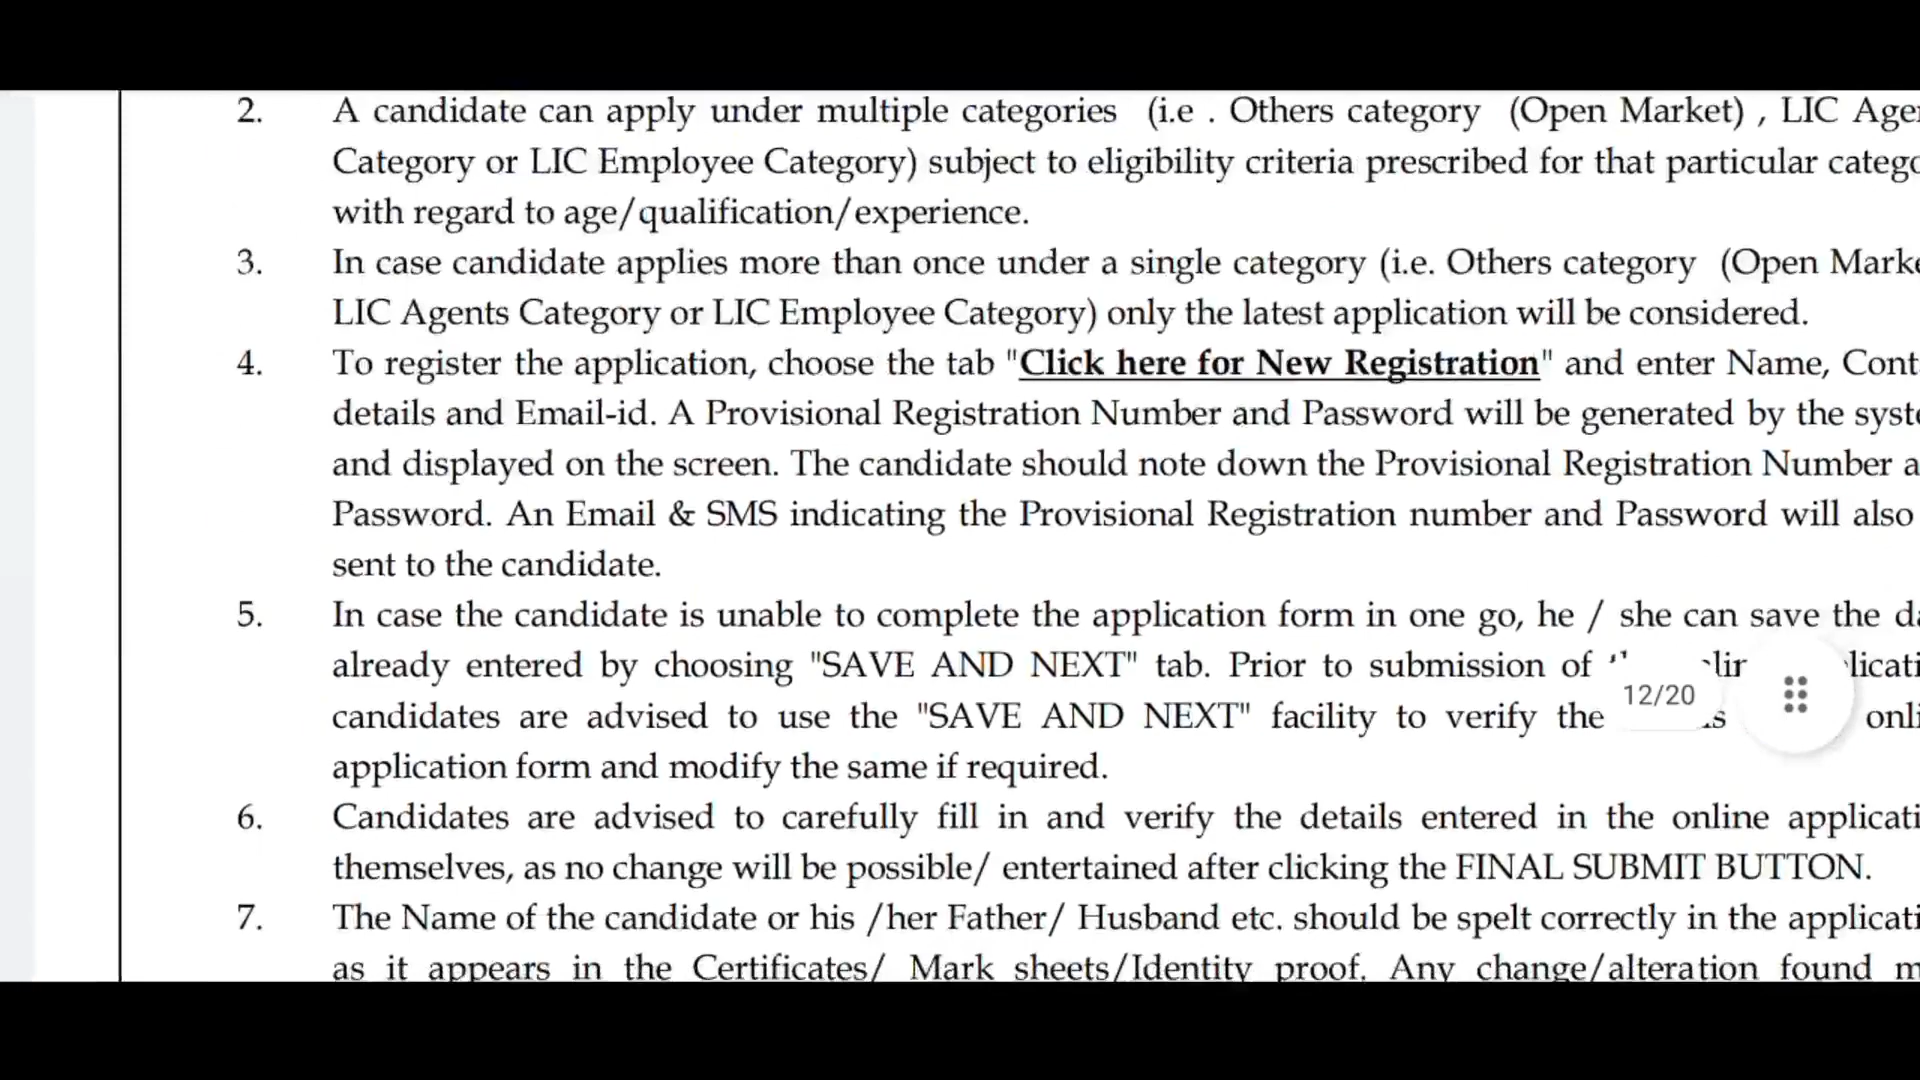 2. A candidate can apply under multiple categories (i.e . Others category (Open Market) , LIC
Category or LIC Employee Category) subject to eligibility criteria prescribed for that particular
with regard to age/qualification/experience.
3. In case candidate applies more than once under a single category (i.e. Others category (Open
LIC Agents Category or LIC Employee Category) only the latest application will be considered.
4. To register the application, choose the tab "Click here for New Registration" and enter Name,
details and Email-id. A Provisional Registration Number and Password will be generated by the
and displayed on the screen. The candidate should note down the Provisional Registration Number
Password. An Email & SMS indicating the Provisional Registration number and Password will also
sent to the candidate.
5. In case the candidate is unable to complete the application form in one go, he / she can save the
already entered by choosing "SAVE AND NEXT" tab. Prior to submission of
12/20
candidates are advised to use the "SAVE AND NEXT" facility to verify the
application form and modify the same if required.
6. Candidates are advised to carefully fill in and verify the details entered in the online
themselves, as no change will be possible/ entertained after clicking the FINAL SUBMIT BUTTON.
7. The Name of the candidate or his /her Father/ Husband etc. should be spelt correctly in the
as it appears in the Certificates/ Mark sheets/Identity proof. Any change/alteration found